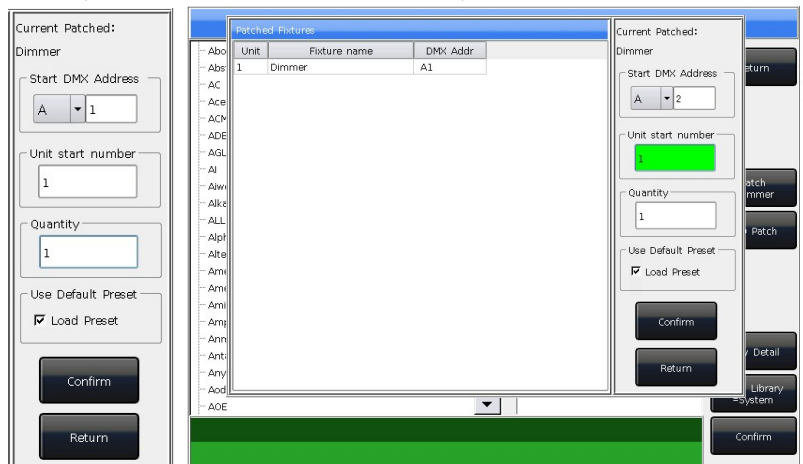 Current Patched:
Dimmer
Start DMX Address
A 1
Unit start number
1
Quantity
1
Use Default Preset
Load Preset
Confirm
Return
Patched Fixtures
Unit Fixture name DMX Addr
1 Dimmer A1
Current Patched:
Dimmer
Start DMX Address
A 2
Unit start number
1
Quantity
1
Use Default Preset
Load Preset
Confirm
Return
Abo
Abs
AC
Ace
ACM
ADE
AGL
AI
Aiw
Alka
ALL
Alph
Alte
Ame
Ame
Ami
Amp
Ann
Anta
Any
Aod
AOE
eturn
atch
mmer
Patch
Detail
Library
=System
Confirm